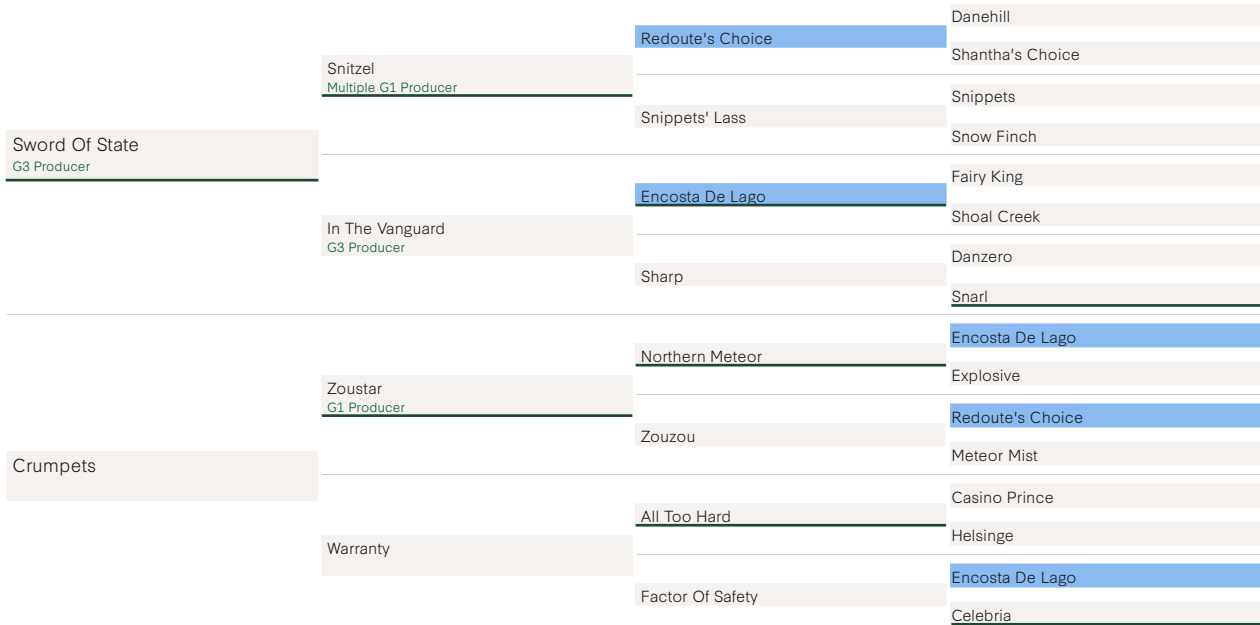 Sword Of State
G3 Producer
Crumpets
Snitzel
Multiple G1 Producer
In The Vanguard
G3 Producer
Zoustar
G1 Producer
Warranty
Redoute's Choice
Snippets' Lass
Encosta De Lago
Sharp
Northern Meteor
Zouzou
All Too Hard
Factor Of Safety
Danehill
Shantha's Choice
Snippets
Snow Finch
Fairy King
Shoal Creek
Danzero
Snarl
Encosta De Lago
Explosive
Redoute's Choice
Meteor Mist
Casino Prince
Helsinge
Encosta De Lago
Celebria